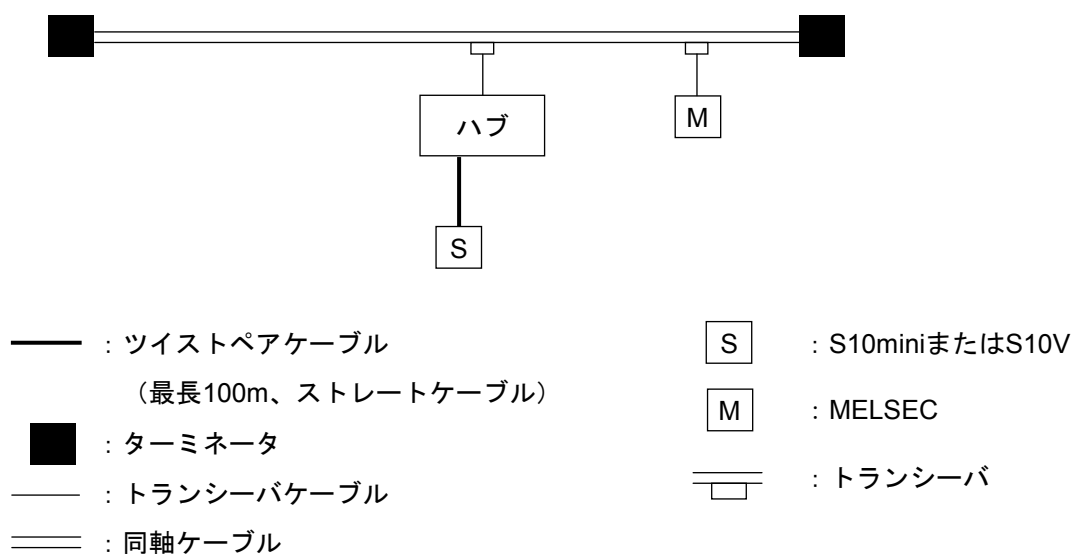 ハブ
M
S
：ツイストペアケーブル
（最長100m、ストレートケーブル）
：ターミネータ
：トランシーバケーブル
：同軸ケーブル
S ：S10miniまたはS10V
M ：MELSEC
：トランシーバ